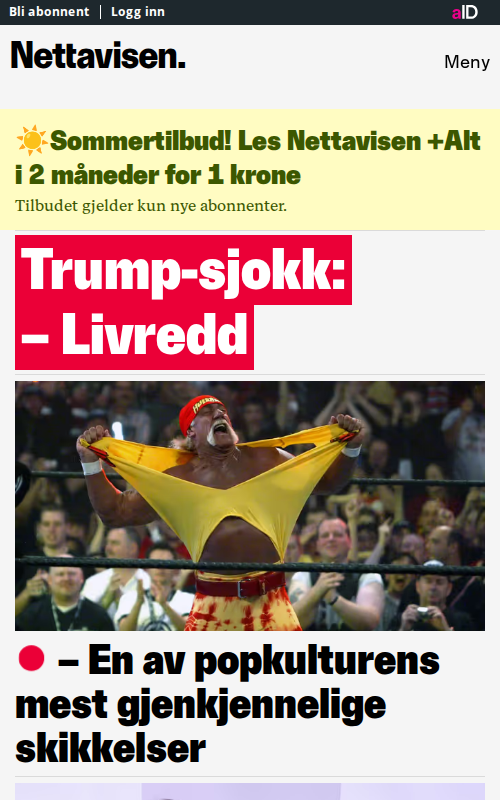 Bli abonnent | Logg inn
aID
Nettavisen.
Meny
Sommertilbud! Les Nettavisen +Alt
i 2 måneder for 1 krone
Tilbudet gjelder kun nye abonnenter.
Trump-sjokk:
– Livredd
– En av popkulturens
mest gjenkjennelige
skikkelser